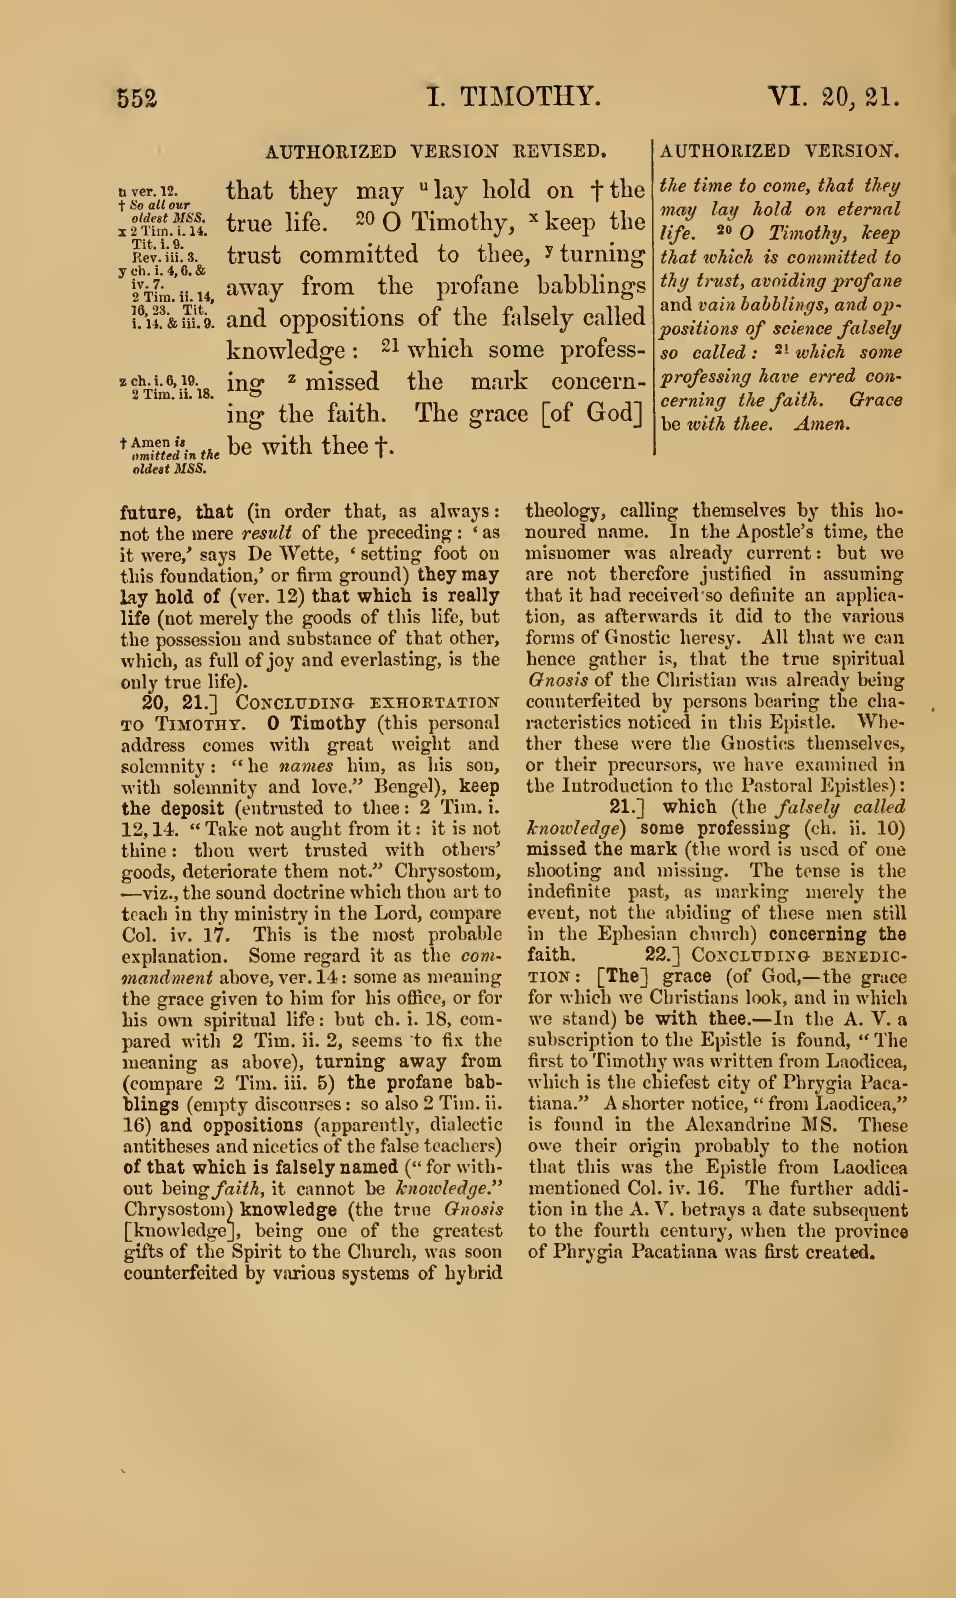 552 I. TIMOTHY. VI. 20, 21.
AUTHORIZED VERSION REVISED.
u ver. 12.
† So all our
oldest MSS.
x 2 Tim. i. 14.
Tit. i. 9.
Rev. iii. 3.
y ch. i. 4, 6. &
iv. 7.
2 Tim. ii. 14,
16, 23. Tit.
i. 14. & iii. 9.
z ch. i. 6, 19.
2 Tim. ii. 18.
† Amen is
omitted in the
oldest MSS.
that they may u lay hold on † the
true life. 20 O Timothy, x keep the
trust committed to thee, y turning
away from the profane babblings
and oppositions of the falsely called
knowledge : 21 which some profess-
ing z missed the mark concern-
ing the faith. The grace [of God]
be with thee †.
AUTHORIZED VERSION.
the time to come, that they
may lay hold on eternal
life. 20 O Timothy, keep
that which is committed to
thy trust, avoiding profane
and vain babblings, and op-
positions of science falsely
so called : 21 which some
professing have erred con-
cerning the faith. Grace
be with thee. Amen.
future, that (in order that, as always:
not the mere result of the preceding: ‘as
it were,’ says De Wette, ‘setting foot on
this foundation,’ or firm ground) they may
lay hold of (ver. 12) that which is really
life (not merely the goods of this life, but
the possession and substance of that other,
which, as full of joy and everlasting, is the
only true life).
20, 21.] CONCLUDING EXHORTATION
TO TIMOTHY. O Timothy (this personal
address comes with great weight and
solemnity: “he names him, as his son,
with solemnity and love.” Bengel), keep
the deposit (entrusted to thee: 2 Tim. i.
12, 14. “Take not aught from it: it is not
thine: thou wert trusted with others’
goods, deteriorate them not.” Chrysostom,
—viz., the sound doctrine which thou art to
teach in thy ministry in the Lord, compare
Col. iv. 17. This is the most probable
explanation. Some regard it as the com-
mandment above, ver. 14: some as meaning
the grace given to him for his office, or for
his own spiritual life: but ch. i. 18, com-
pared with 2 Tim. ii. 2, seems to fix the
meaning as above), turning away from
(compare 2 Tim. iii. 5) the profane bab-
blings (empty discourses: so also 2 Tim. ii.
16) and oppositions (apparently, dialectic
antitheses and niceties of the false teachers)
of that which is falsely named (“for with-
out being faith, it cannot be knowledge.”
Chrysostom) knowledge (the true Gnosis
[knowledge], being one of the greatest
gifts of the Spirit to the Church, was soon
counterfeited by various systems of hybrid
theology, calling themselves by this ho-
noured name. In the Apostle’s time, the
misnomer was already current: but we
are not therefore justified in assuming
that it had received so definite an applica-
tion, as afterwards it did to the various
forms of Gnostic heresy. All that we can
hence gather is, that the true spiritual
Gnosis of the Christian was already being
counterfeited by persons bearing the cha-
racteristics noticed in this Epistle. Whe-
ther these were the Gnostics themselves,
or their precursors, we have examined in
the Introduction to the Pastoral Epistles):
21.] which (the falsely called
knowledge) some professing (ch. ii. 10)
missed the mark (the word is used of one
shooting and missing. The tense is the
indefinite past, as marking merely the
event, not the abiding of these men still
in the Ephesian church) concerning the
faith. 22.] CONCLUDING BENEDIC-
TION: [The] grace (of God,—the grace
for which we Christians look, and in which
we stand) be with thee.—In the A. V. a
subscription to the Epistle is found, “The
first to Timothy was written from Laodicea,
which is the chiefest city of Phrygia Paca-
tiana.” A shorter notice, “from Laodicea,”
is found in the Alexandrine MS. These
owe their origin probably to the notion
that this was the Epistle from Laodicea
mentioned Col. iv. 16. The further addi-
tion in the A. V. betrays a date subsequent
to the fourth century, when the province
of Phrygia Pacatiana was first created.